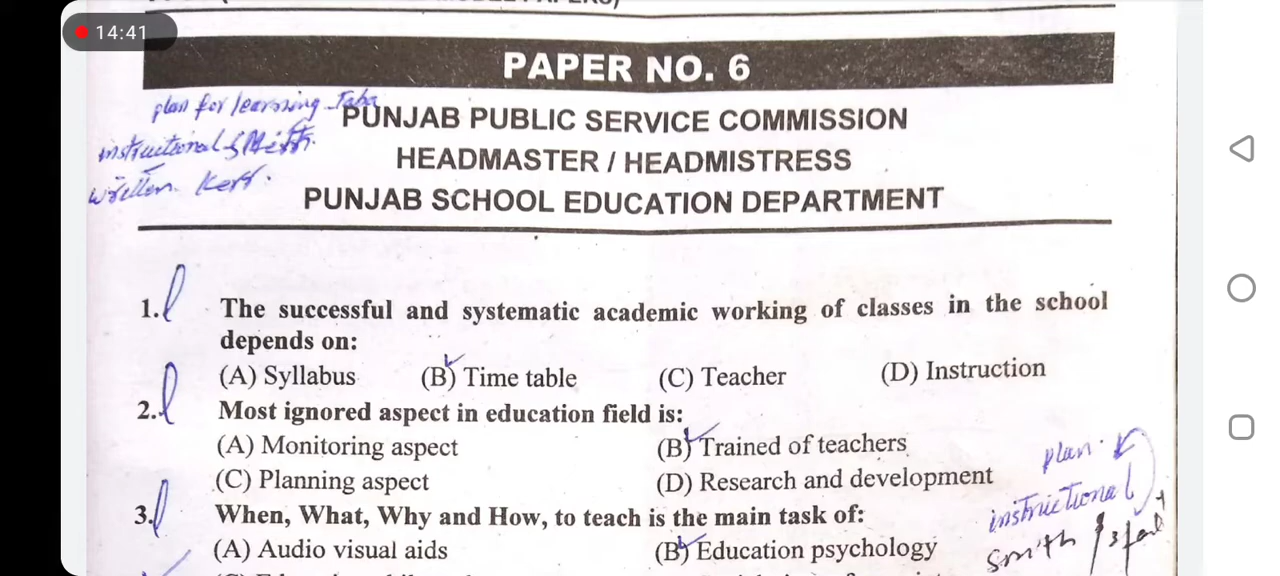 14:41
PAPER NO. 6
plan for learning Taba
PUNJAB PUBLIC SERVICE COMMISSION
instructional
HEADMASTER / HEADMISTRESS
written. Kerr.
PUNJAB SCHOOL EDUCATION DEPARTMENT
1. The successful and systematic academic working of classes in the school
depends on:
(A) Syllabus (B) Time table (C) Teacher (D) Instruction
2. Most ignored aspect in education field is:
(A) Monitoring aspect (B) Trained of teachers
plan
(C) Planning aspect (D) Research and development
instructional
3. When, What, Why and How, to teach is the main task of:
(A) Audio visual aids (B) Education psychology
Smith